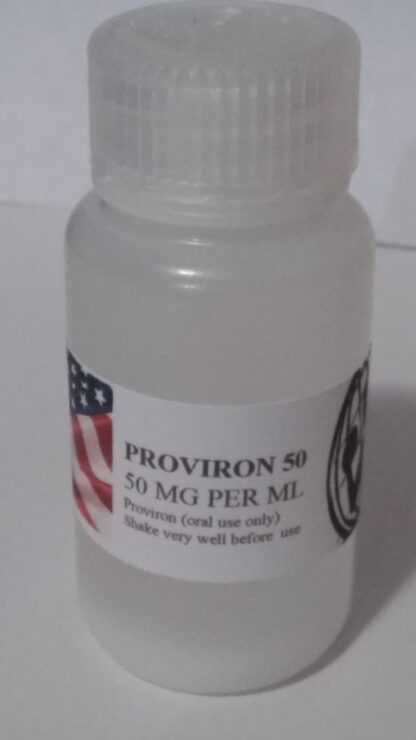 PROVIRON 50
50 MG PER ML
Proviron (oral use only)
Shake very well before use